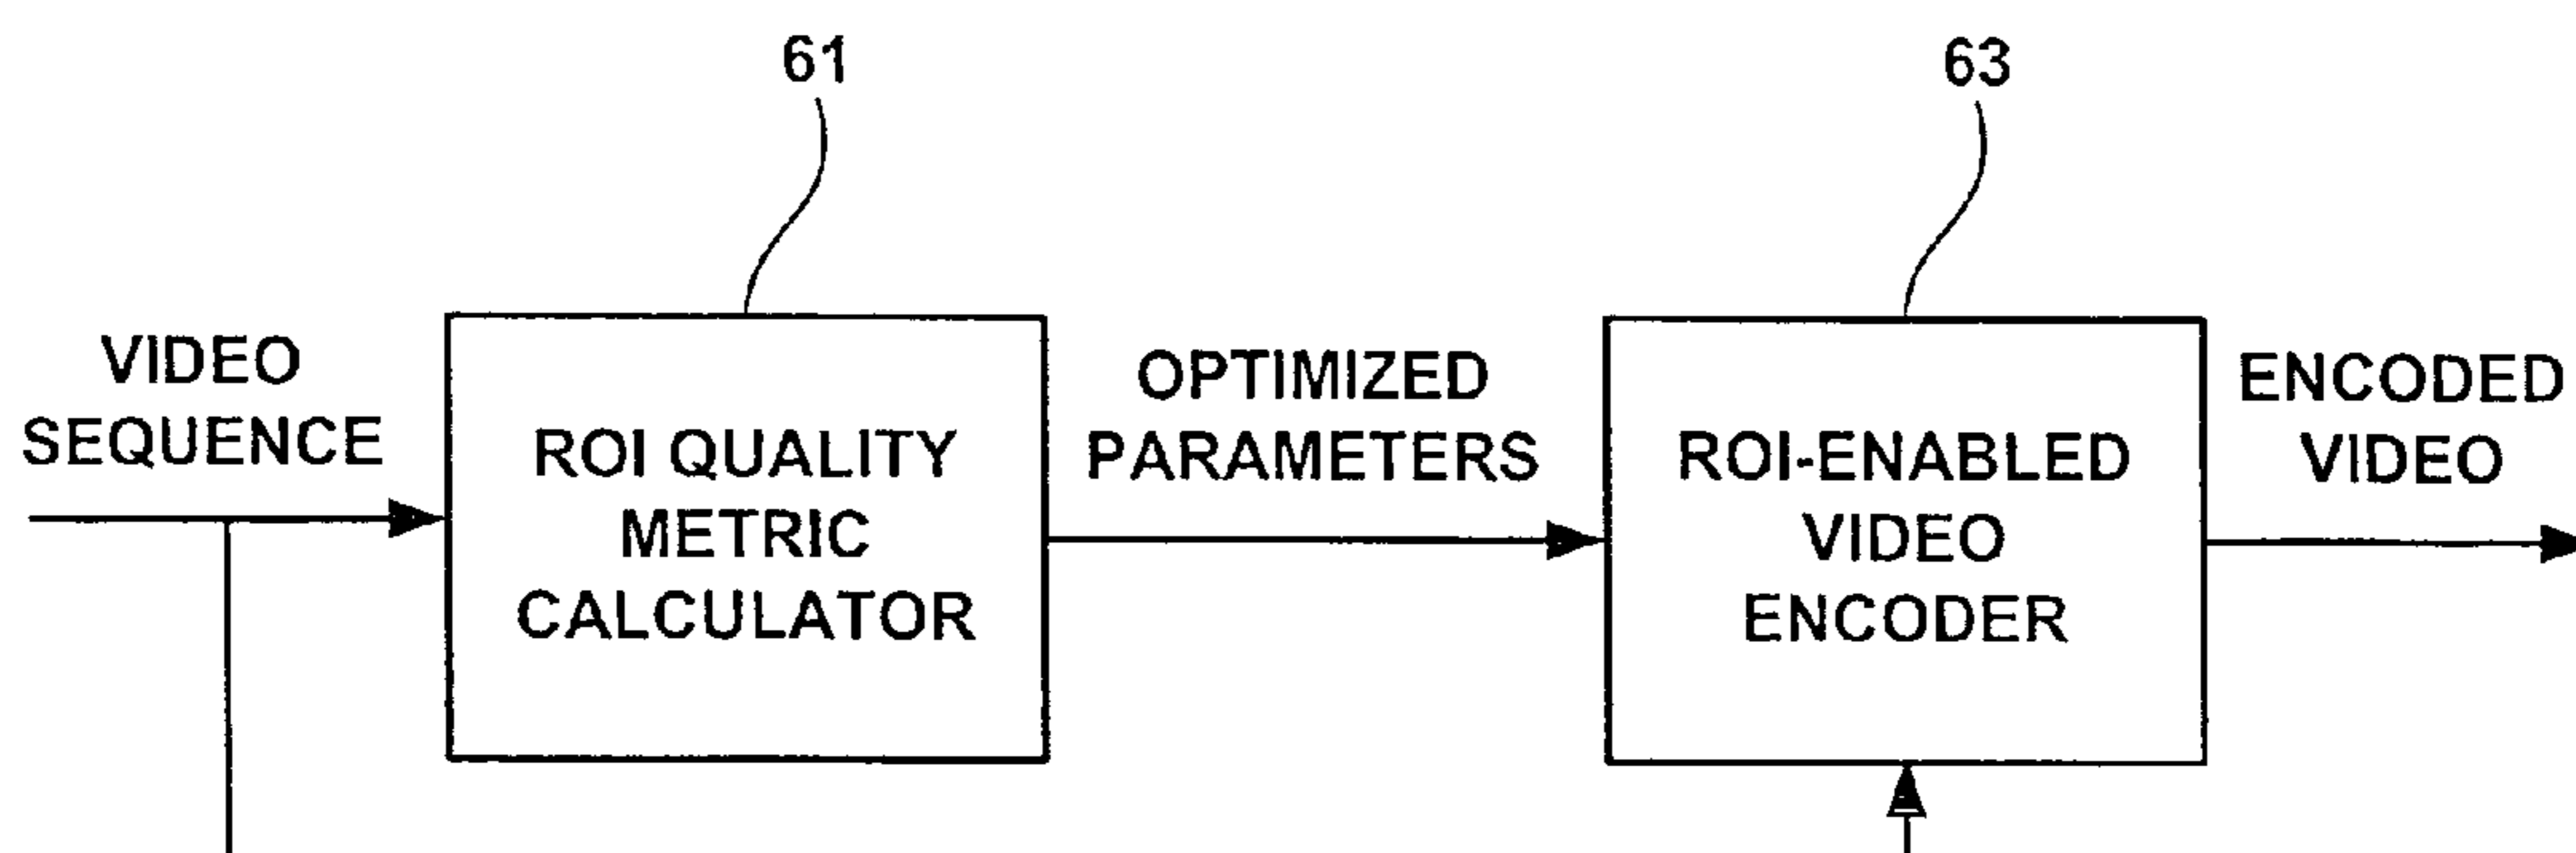 61
63
VIDEO
SEQUENCE
ROI QUALITY
METRIC
CALCULATOR
OPTIMIZED
PARAMETERS
ROI-ENABLED
VIDEO
ENCODER
ENCODED
VIDEO